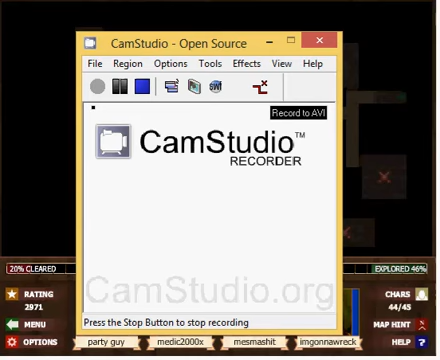 CamStudio - Open Source
File Region Options Tools Effects View Help
SWF
Record to AVI
CamStudio™
RECORDER
CamStudio.org
Press the Stop Button to stop recording
20% CLEARED
EXPLORED 46%
RATING
2971
MENU
OPTIONS
CHARS
44/45
MAP HINT
HELP ?
party guy medic2000x mesmashit imgonnawreck